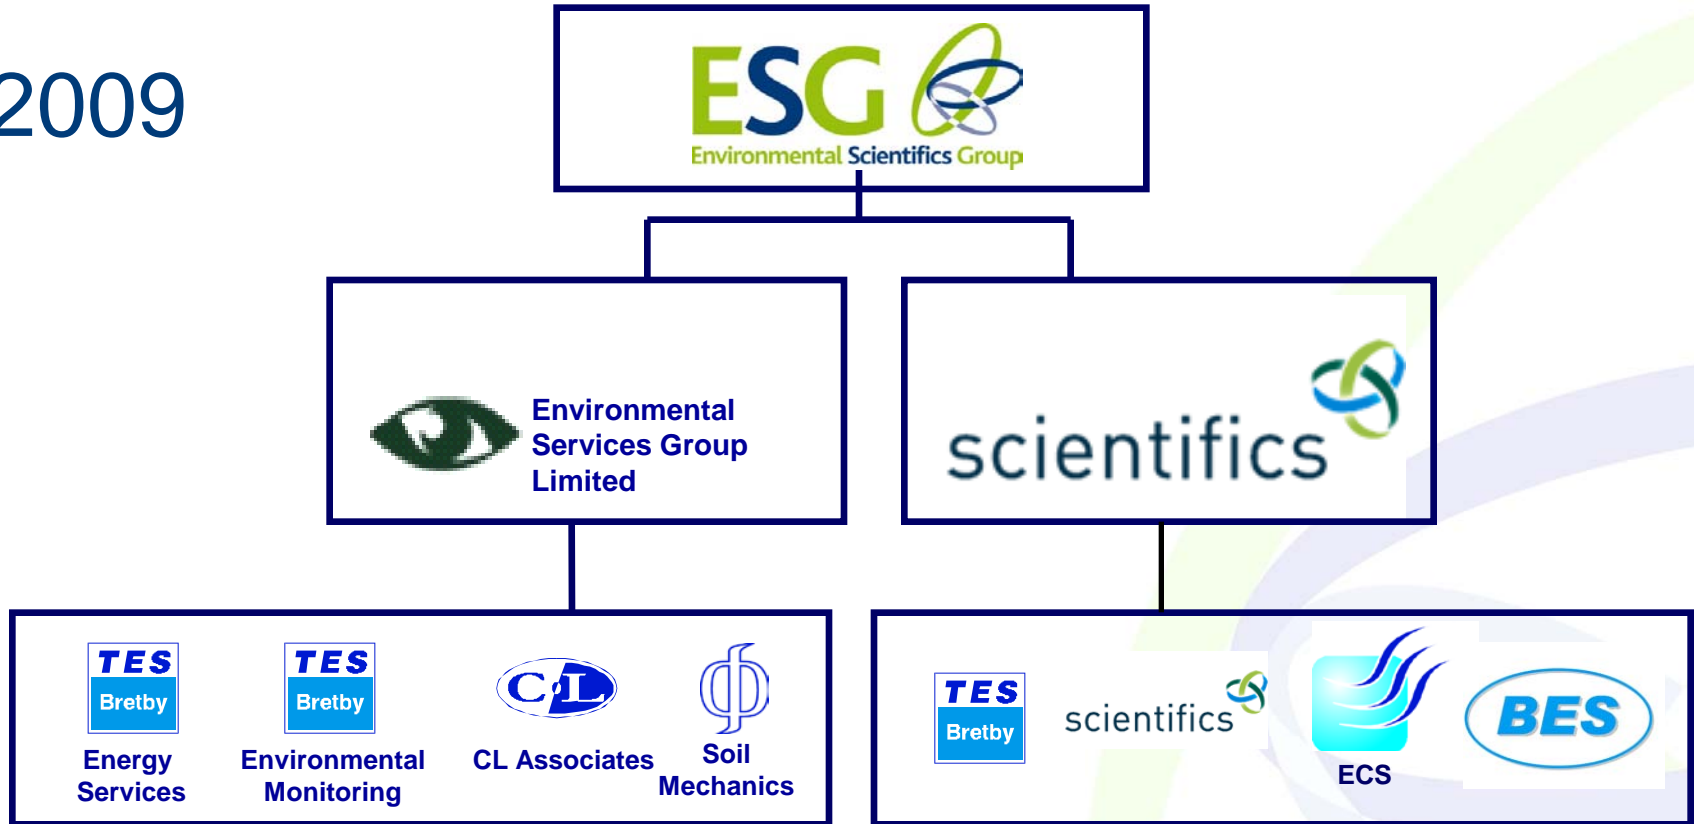 2009
ESG
Environmental Scientifics Group
Environmental
Services Group
Limited
scientifics
TES
Bretby
Energy
Services
TES
Bretby
Environmental
Monitoring
CL
CL Associates
Soil
Mechanics
TES
Bretby
scientifics
ECS
BES